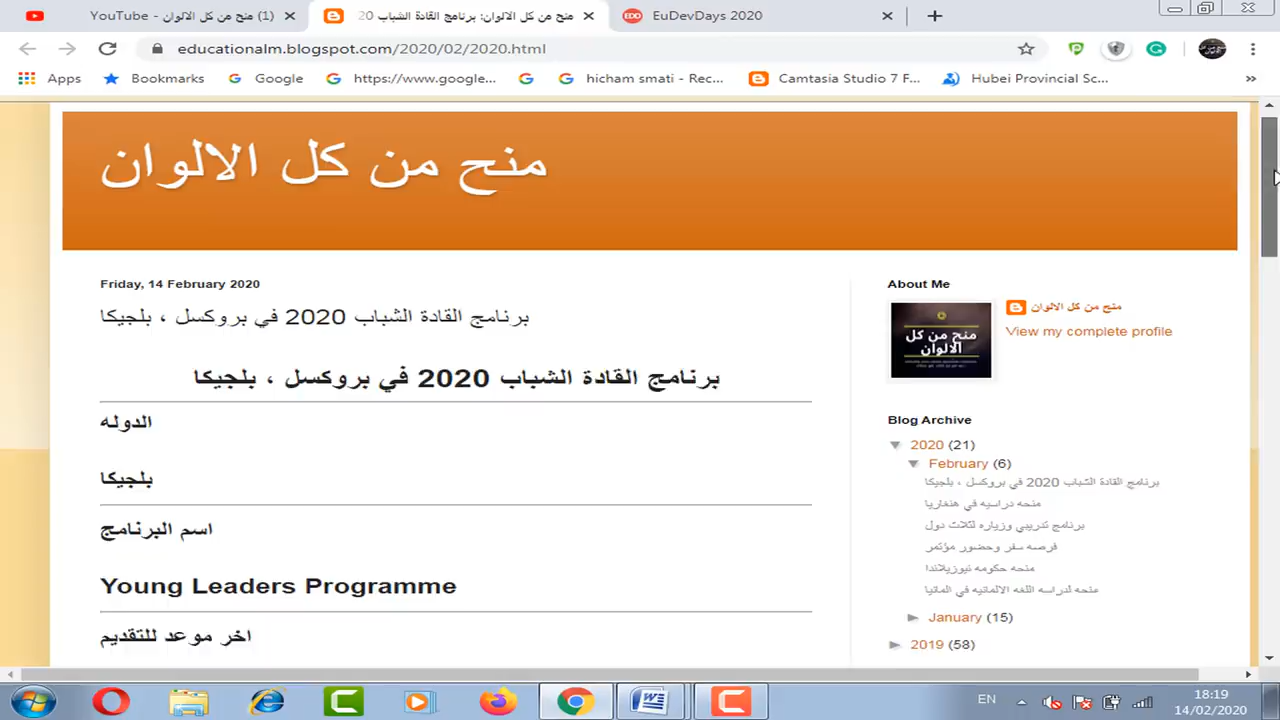 (1) منح من كل الالوان - YouTube
منح من كل الالوان: برنامج القادة الشباب 20
EuDevDays 2020
educationalm.blogspot.com/2020/02/2020.html
Apps
Bookmarks
Google
https://www.google...
hicham smati - Rec...
Camtasia Studio 7 F...
Hubei Provincial Sc...
»
منح من كل الالوان
Friday, 14 February 2020
برنامج القادة الشباب 2020 في بروكسل ، بلجيكا
برنامج القادة الشباب 2020 في بروكسل ، بلجيكا
الدوله
بلجيكا
اسم البرنامج
Young Leaders Programme
اخر موعد للتقديم
About Me
منح من كل الالوان
منح من كل الالوان
View my complete profile
Blog Archive
▼ 2020 (21)
▼ February (6)
برنامج القادة الشباب 2020 في بروكسل ، بلجيكا
منحه دراسيه في هنغاريا
برنامج تدريبي وزياره لثلاث دول
فرصه سفر وحضور مؤتمر
منحه حكومه نيوزيلاندا
منحه لدراسه اللغه الالمانيه في المانيا
► January (15)
► 2019 (58)
EN
18:19
14/02/2020